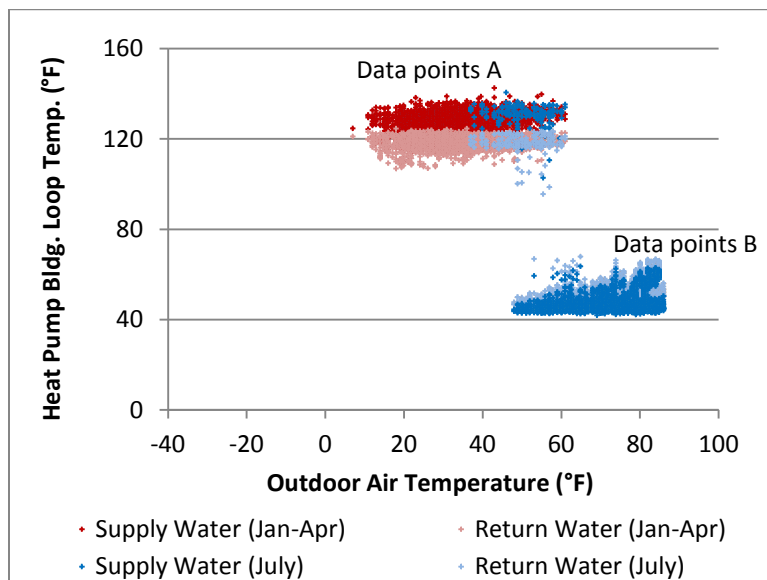 Heat Pump Bldg. Loop Temp. (°F)
160
120
80
40
0
Data points A
Data points B
-40
-20
0
20
40
60
80
100
Outdoor Air Temperature (°F)
Supply Water (Jan-Apr)
Return Water (Jan-Apr)
Supply Water (July)
Return Water (July)